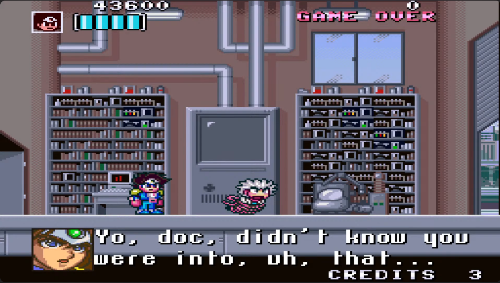 43600
0
GAME OVER
Yo, doc, didn't know you
were into, uh, that...
CREDITS 3